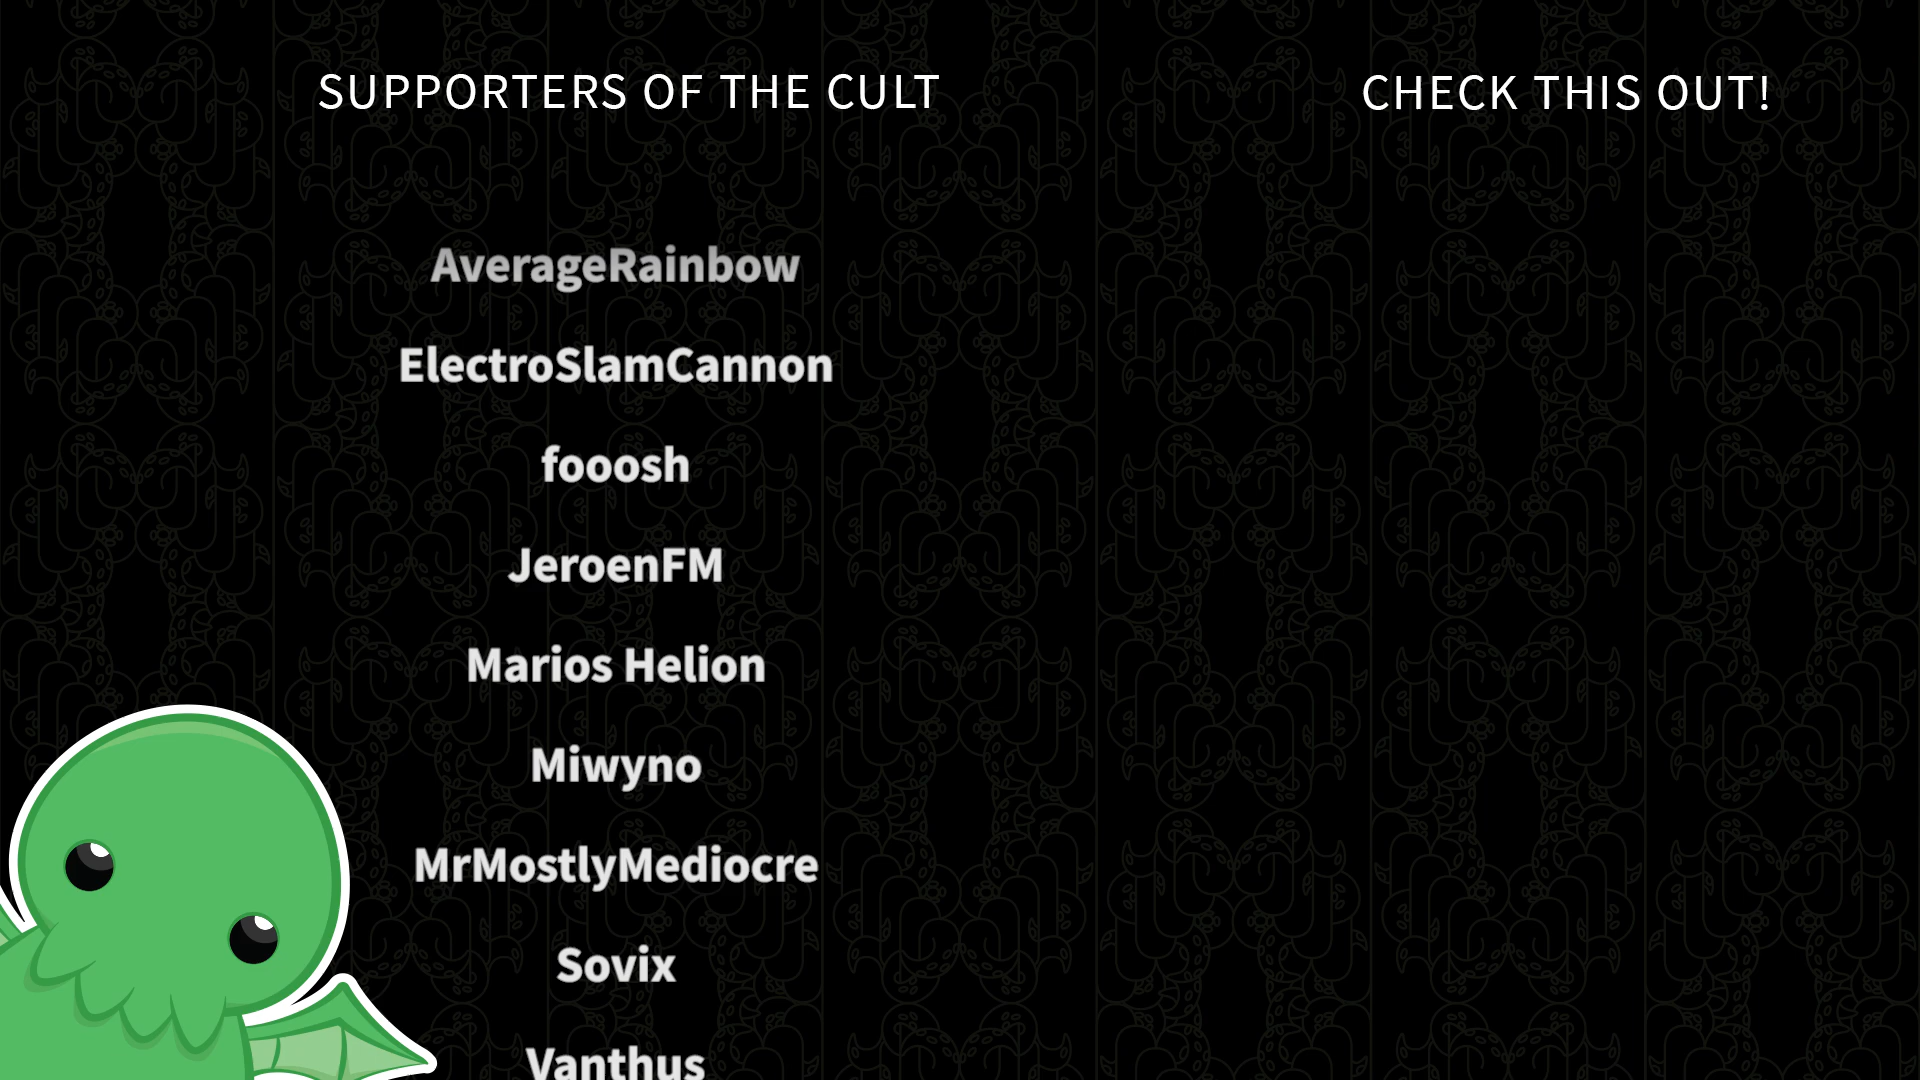 SUPPORTERS OF THE CULT
CHECK THIS OUT!
AverageRainbow
ElectroSlamCannon
fooosh
JeroenFM
Marios Helion
Miwyno
MrMostlyMediocre
Sovix
Vanthus